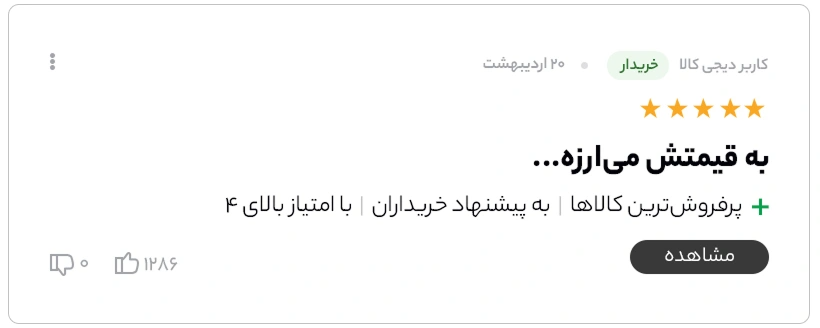 کاربر دیجی کالا خریدار ۲۰ اردیبهشت
به قیمتش می‌ارزه...
+ پرفروش‌ترین کالاها | به پیشنهاد خریداران | با امتیاز بالای ۴
مشاهده
۱۲۸۶ ۰